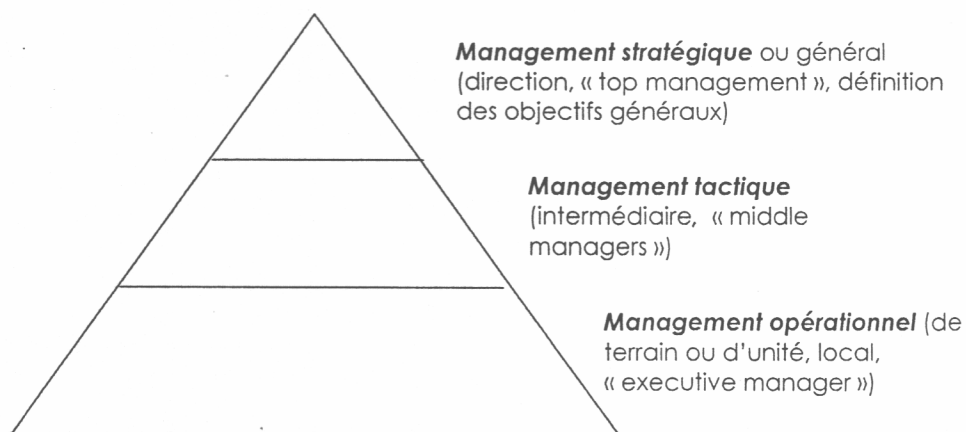 Management stratégique ou général
(direction, « top management », définition
des objectifs généraux)
Management tactique
(intermédiaire, « middle
managers »)
Management opérationnel (de
terrain ou d'unité, local,
« executive manager »)